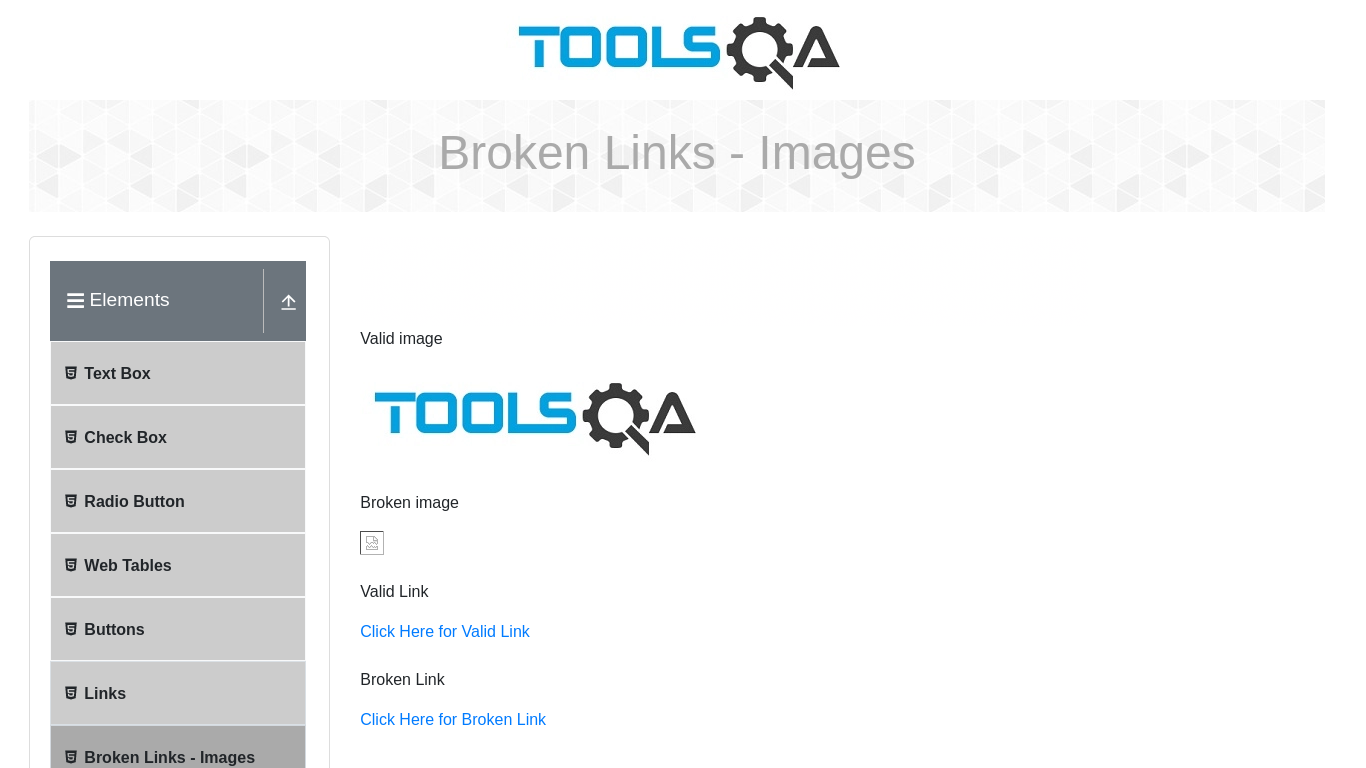 TOOLSQA
Broken Links - Images
Elements
Text Box
Check Box
Radio Button
Web Tables
Buttons
Links
Broken Links - Images
Valid image
TOOLSQA
Broken image
Valid Link
Click Here for Valid Link
Broken Link
Click Here for Broken Link